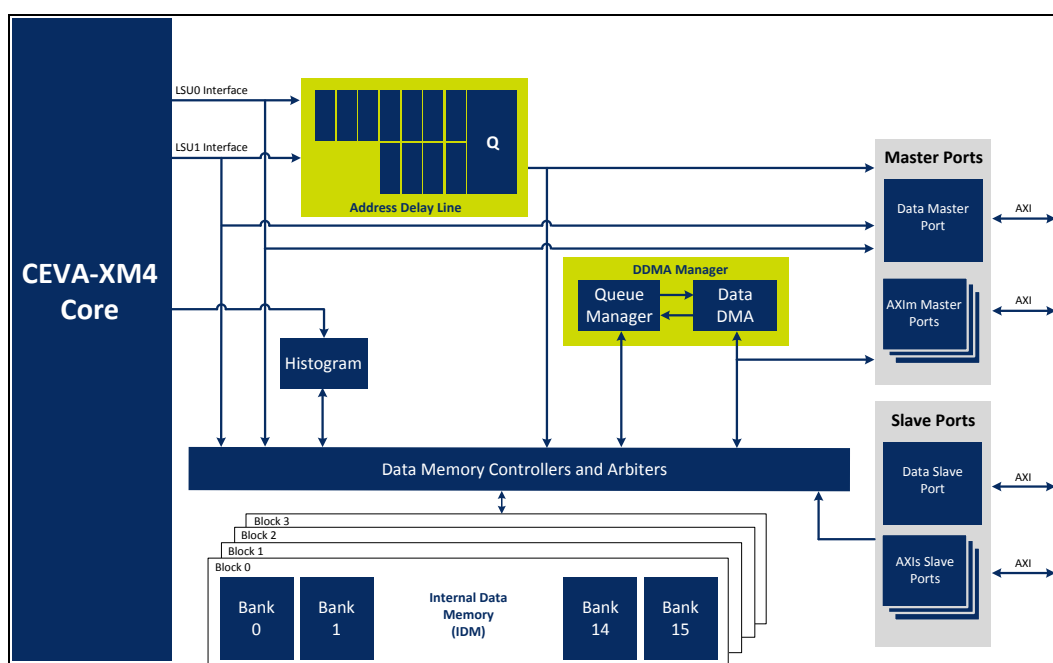 CEVA-XM4
Core
LSU0 Interface
LSU1 Interface
Q
Address Delay Line
DDMA Manager
Queue
Manager
Data
DMA
Histogram
Master Ports
Data Master
Port
AXI
AXIm Master
Ports
AXI
Slave Ports
Data Slave
Port
AXI
AXIs Slave
Ports
AXI
Data Memory Controllers and Arbiters
Block 3
Block 2
Block 1
Block 0
Bank
0
Bank
1
Internal Data
Memory
(IDM)
Bank
14
Bank
15